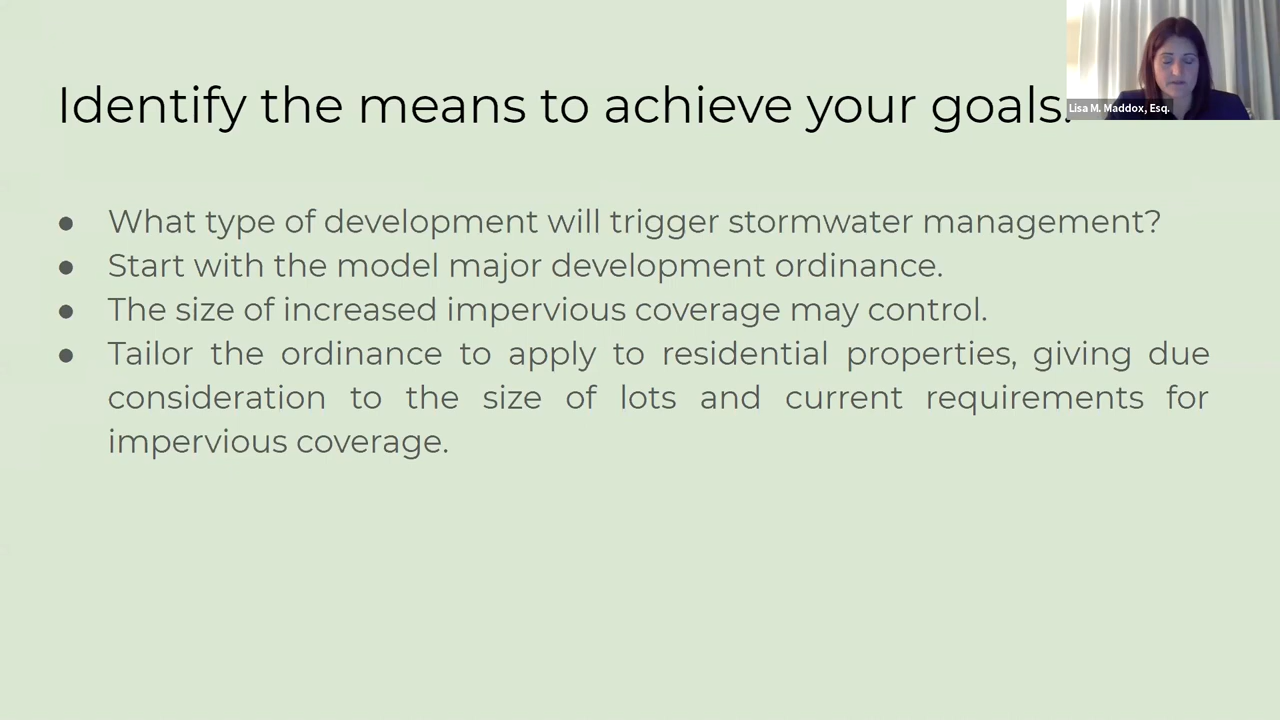 Identify the means to achieve your goals.
Lisa M. Maddox, Esq.
● What type of development will trigger stormwater management?
● Start with the model major development ordinance.
● The size of increased impervious coverage may control.
● Tailor the ordinance to apply to residential properties, giving due
consideration to the size of lots and current requirements for
impervious coverage.